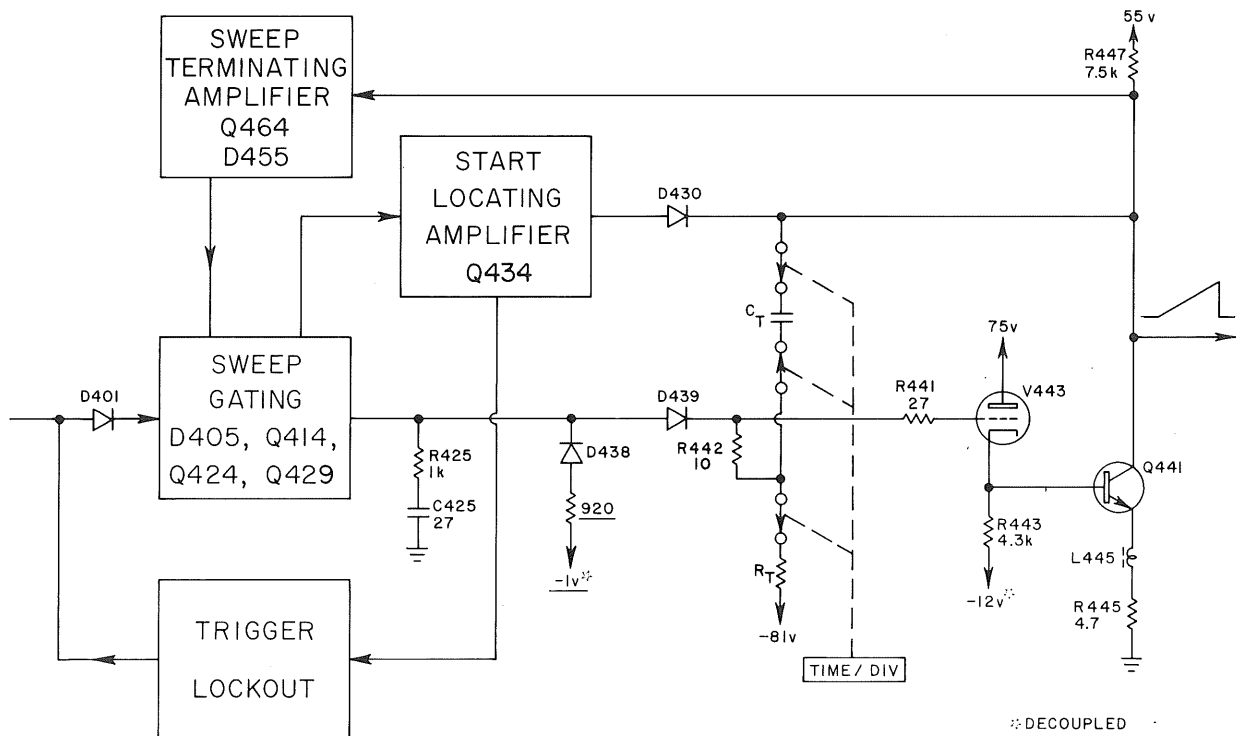 SWEEP
TERMINATING
AMPLIFIER
Q464
D455
START
LOCATING
AMPLIFIER
Q434
SWEEP
GATING
D405, Q414,
Q424, Q429
TRIGGER
LOCKOUT
D401
R425
1k
C425
27
D438
920
-1v*
D430
D439
R442
10
C_T
R_T
-81v
TIME/ DIV
R441
27
75v
V443
R443
4.3k
-12v*
55v
R447
7.5k
Q441
L445
R445
4.7
*DECOUPLED